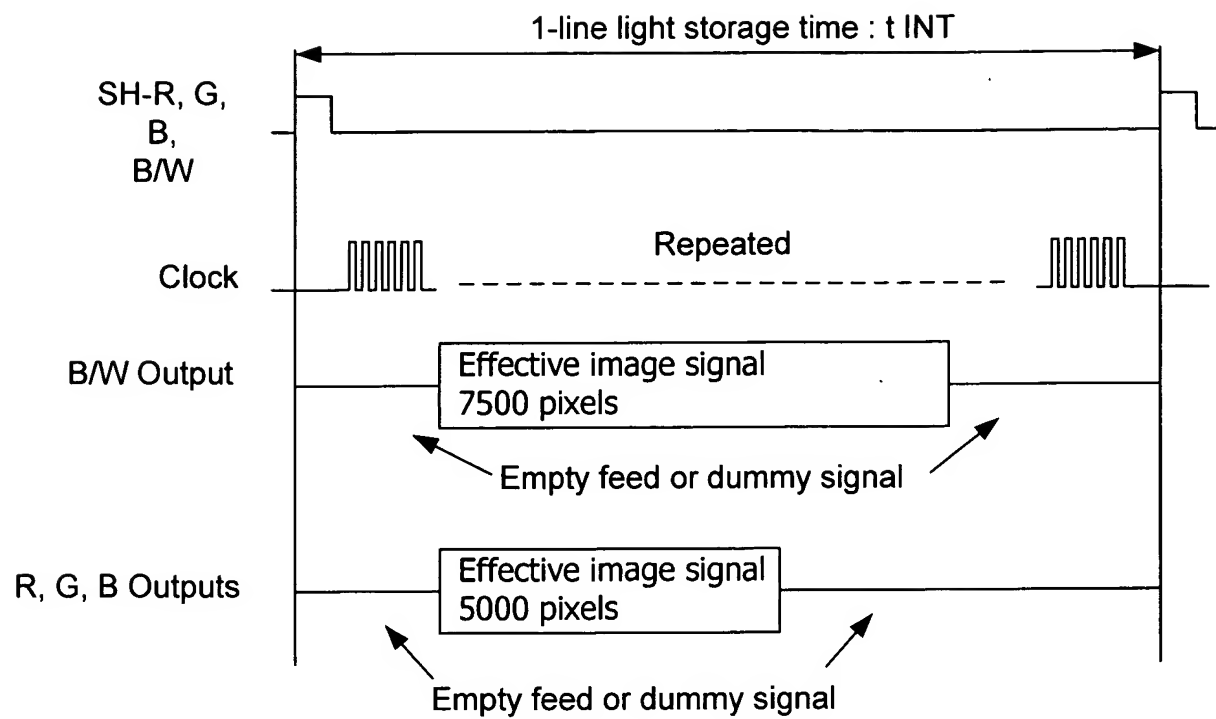 1-line light storage time : t INT
SH-R, G,
B,
B/W
Clock
Repeated
B/W Output
Effective image signal
7500 pixels
Empty feed or dummy signal
R, G, B Outputs
Effective image signal
5000 pixels
Empty feed or dummy signal